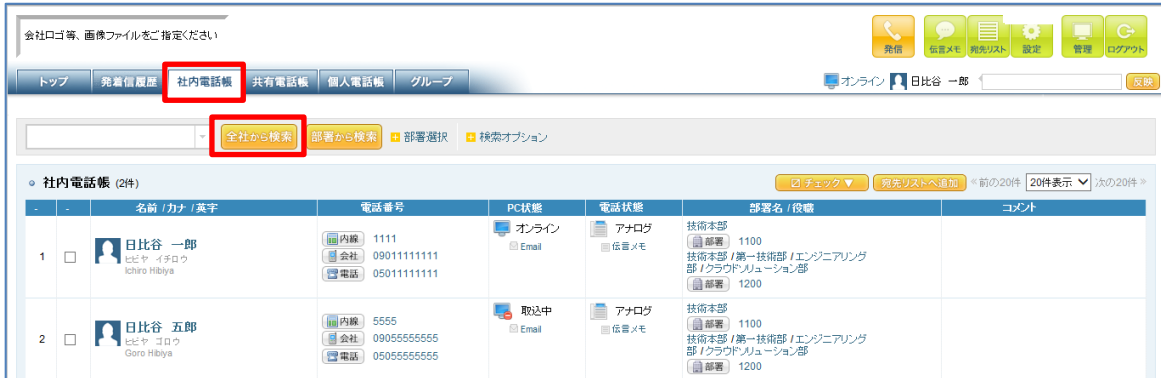 会社ロゴ等、画像ファイルをご指定ください
発信 伝言メモ 宛先リスト 設定 管理 ログアウト
トップ 発着信履歴 社内電話帳 共有電話帳 個人電話帳 グループ オンライン 日比谷 一郎 反映
全社から検索 部署から検索 部署選択 検索オプション
社内電話帳 (2件) チェック▼ 宛先リストへ追加 «前の20件 20件表示 次の20件»
- - 名前 / カナ / 英字 電話番号 PC状態 電話状態 部署名 / 役職 コメント
1 日比谷 一郎 ヒビヤ イチロウ Ichiro Hibiya
内線 1111
会社 09011111111
電話 05011111111
オンライン Email
アナログ 伝言メモ
技術本部
部署 1100
技術本部 / 第一技術部 / エンジニアリング
部 / クラウドソリューション部
部署 1200
2 日比谷 五郎 ヒビヤ ゴロウ Goro Hibiya
内線 5555
会社 09055555555
電話 05055555555
取込中 Email
アナログ 伝言メモ
技術本部
部署 1100
技術本部 / 第一技術部 / エンジニアリング
部 / クラウドソリューション部
部署 1200